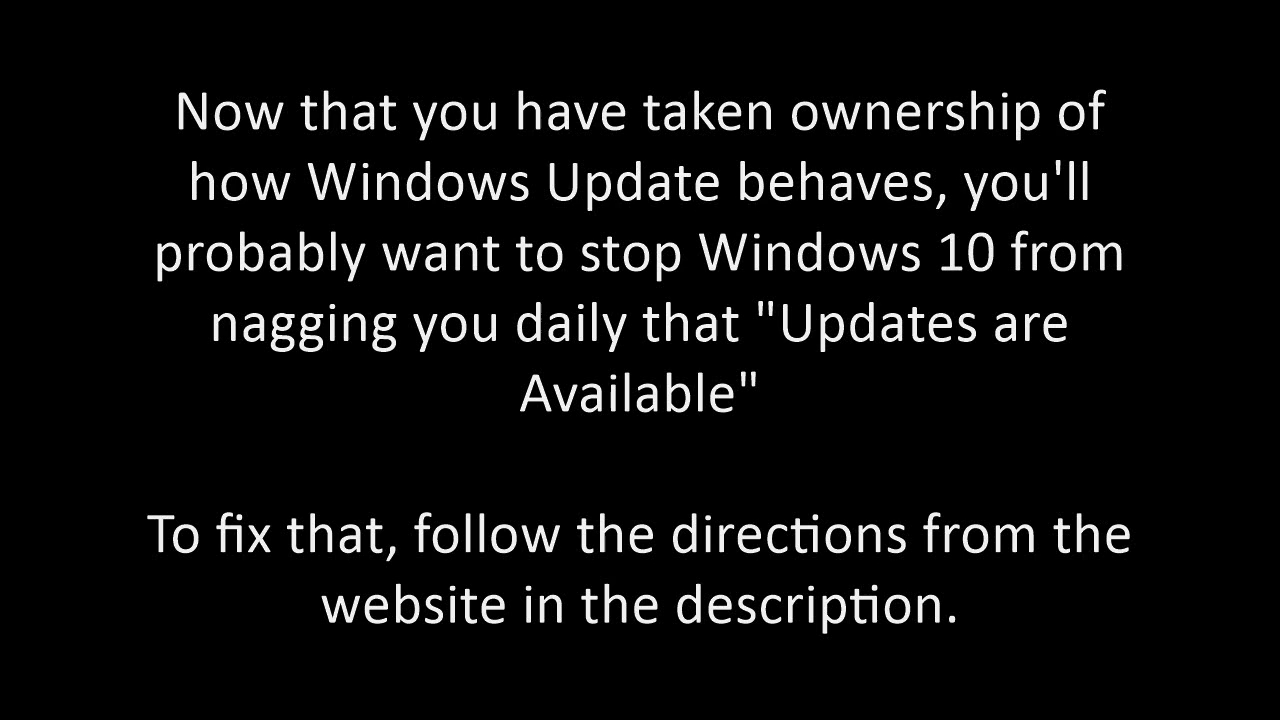 Now that you have taken ownership of
how Windows Update behaves, you'll
probably want to stop Windows 10 from
nagging you daily that "Updates are
Available"
To fix that, follow the directions from the
website in the description.